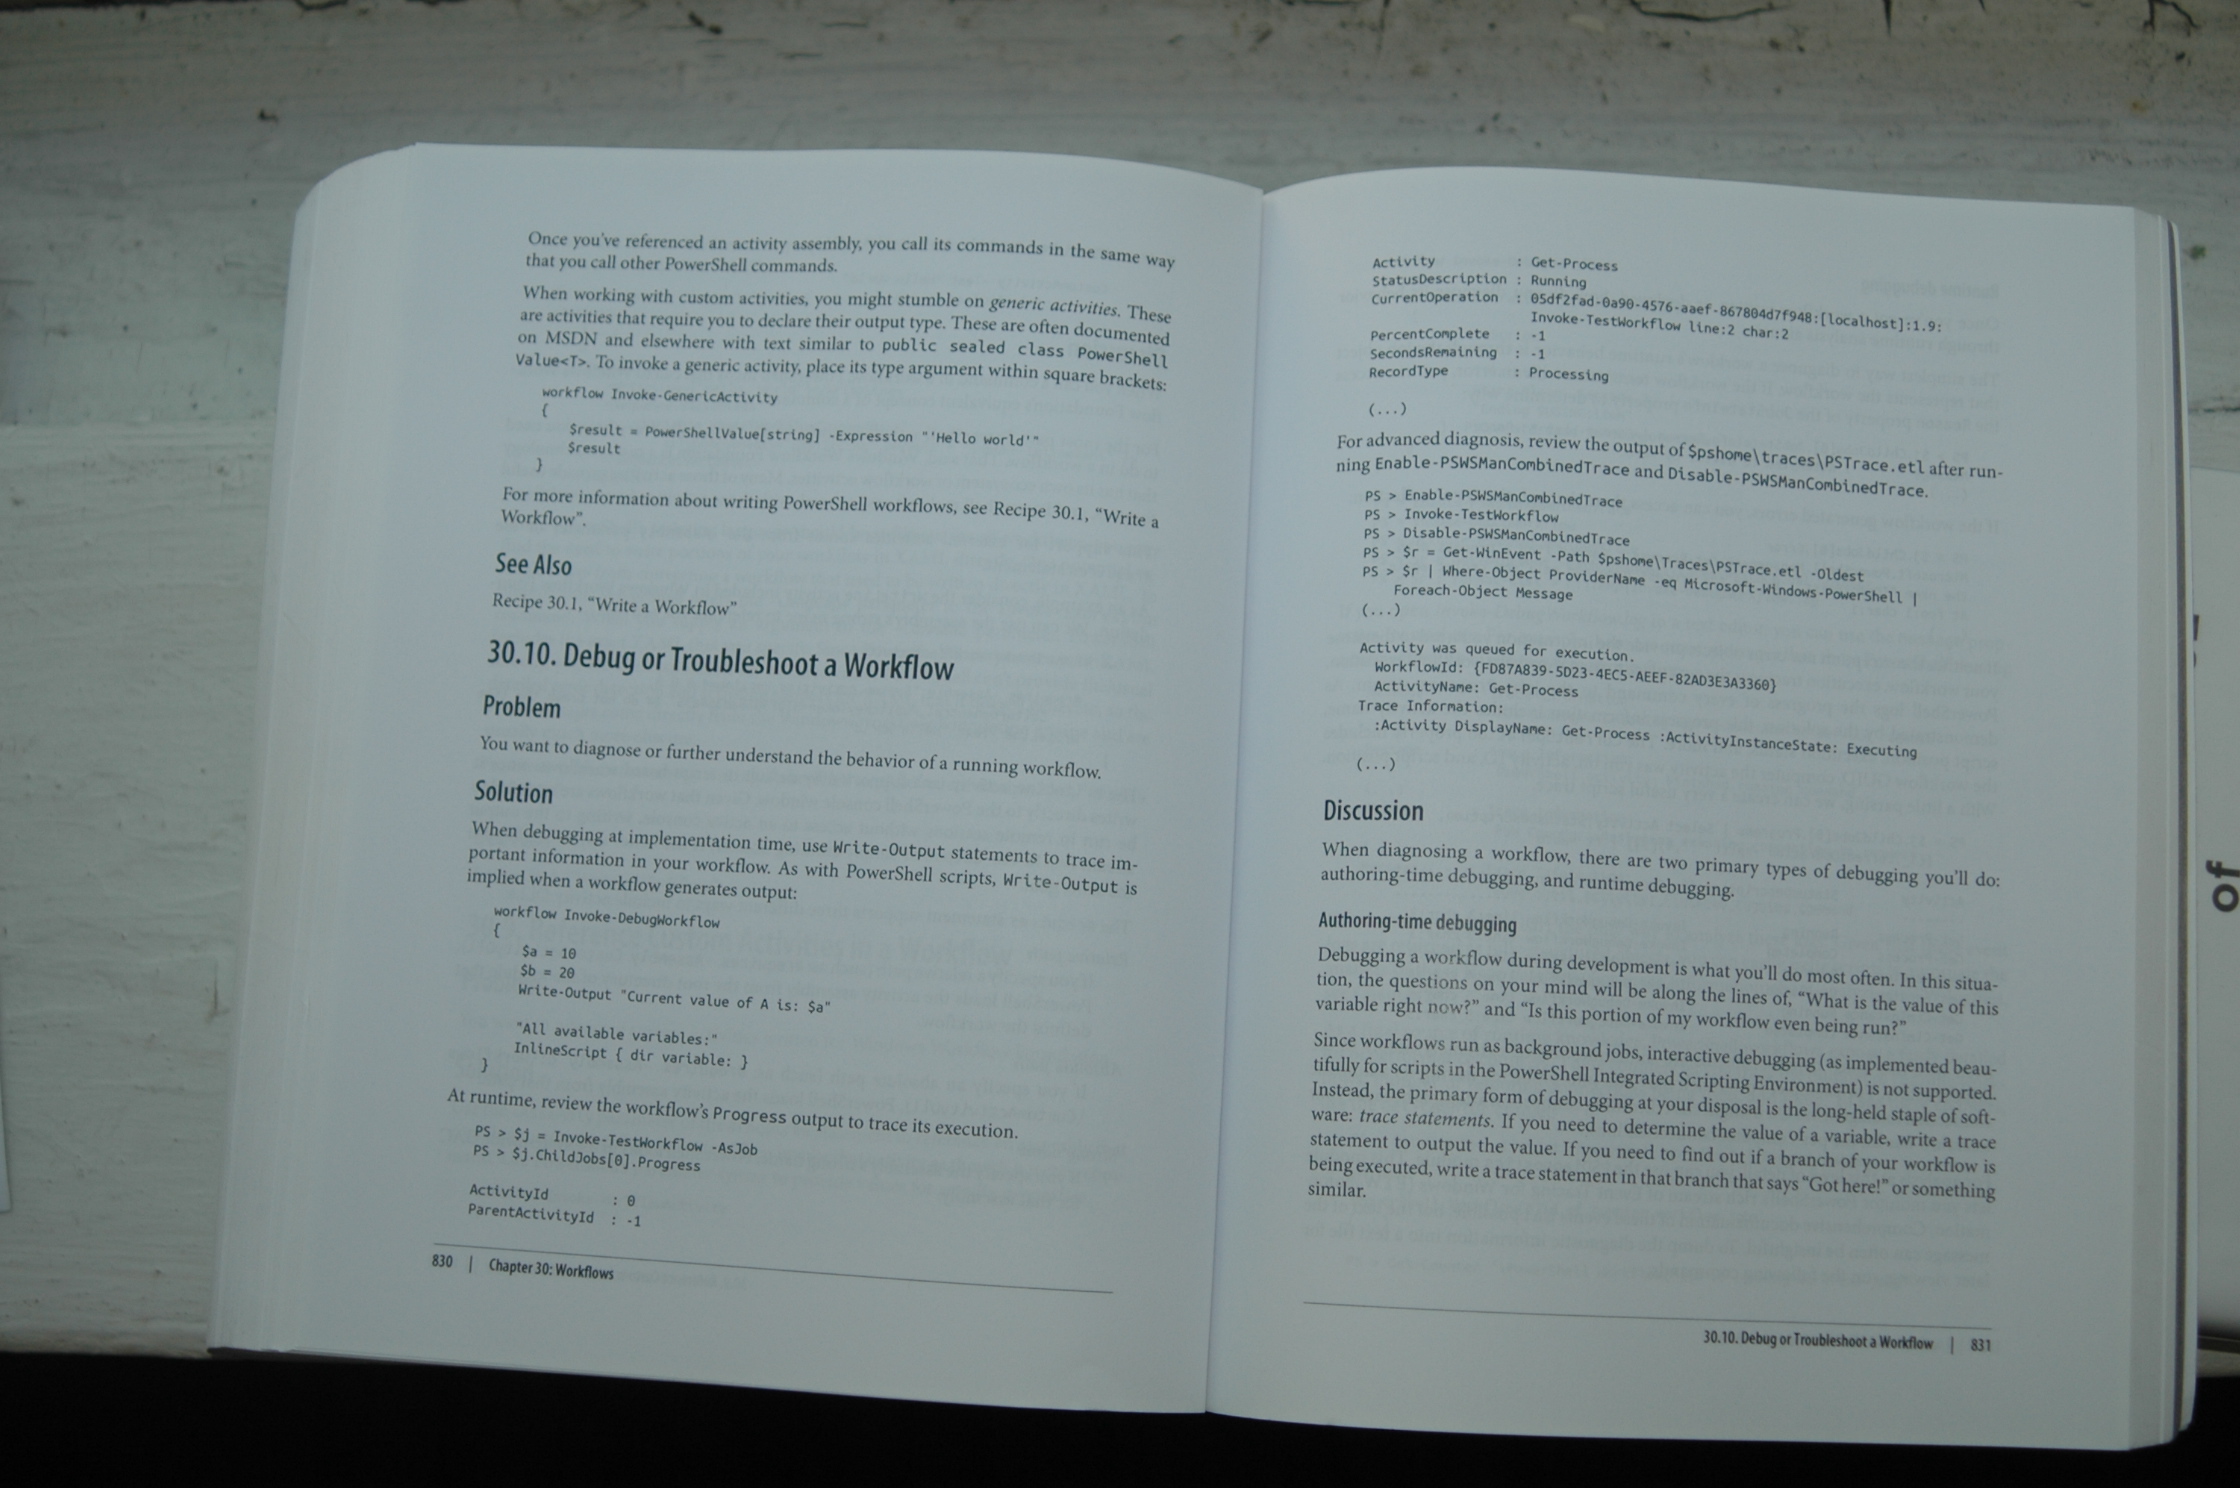 Once you've referenced an activity assembly, you call its commands in the same way
that you call other PowerShell commands.
When working with custom activities, you might stumble on generic activities. These
are activities that require you to declare their output type. These are often documented
on MSDN and elsewhere with text similar to public sealed class PowerShell
Value<T>. To invoke a generic activity, place its type argument within square brackets:
workflow Invoke-GenericActivity
{
$result = PowerShellValue[string] -Expression "'Hello world'"
$result
}
For more information about writing PowerShell workflows, see Recipe 30.1, “Write a
Workflow”.
See Also
Recipe 30.1, “Write a Workflow”
30.10. Debug or Troubleshoot a Workflow
Problem
You want to diagnose or further understand the behavior of a running workflow.
Solution
When debugging at implementation time, use Write-Output statements to trace im-
portant information in your workflow. As with PowerShell scripts, Write-Output is
implied when a workflow generates output:
workflow Invoke-DebugWorkflow
{
$a = 10
$b = 20
Write-Output "Current value of A is: $a"
"All available variables:"
InlineScript { dir variable: }
}
At runtime, review the workflow's Progress output to trace its execution.
PS > $j = Invoke-TestWorkflow -AsJob
PS > $j.ChildJobs[0].Progress
ActivityId : 0
ParentActivityId : -1
830 | Chapter 30: Workflows
Activity : Get-Process
StatusDescription : Running
CurrentOperation : 05df2fad-0a90-4576-aaef-867804d7f948:[localhost]:1.9:
Invoke-TestWorkflow line:2 char:2
PercentComplete : -1
SecondsRemaining : -1
RecordType : Processing
(...)
For advanced diagnosis, review the output of $pshome\traces\PSTrace.etl after run-
ning Enable-PSWSManCombinedTrace and Disable-PSWSManCombinedTrace.
PS > Enable-PSWSManCombinedTrace
PS > Invoke-TestWorkflow
PS > Disable-PSWSManCombinedTrace
PS > $r = Get-WinEvent -Path $pshome\Traces\PSTrace.etl -Oldest
PS > $r | Where-Object ProviderName -eq Microsoft-Windows-PowerShell |
Foreach-Object Message
(...)
Activity was queued for execution.
WorkflowId: {FD87A839-5D23-4EC5-AEEF-82AD3E3A3360}
ActivityName: Get-Process
Trace Information:
:Activity DisplayName: Get-Process :ActivityInstanceState: Executing
(...)
Discussion
When diagnosing a workflow, there are two primary types of debugging you'll do:
authoring-time debugging, and runtime debugging.
Authoring-time debugging
Debugging a workflow during development is what you'll do most often. In this situa-
tion, the questions on your mind will be along the lines of, “What is the value of this
variable right now?” and “Is this portion of my workflow even being run?”
Since workflows run as background jobs, interactive debugging (as implemented beau-
tifully for scripts in the PowerShell Integrated Scripting Environment) is not supported.
Instead, the primary form of debugging at your disposal is the long-held staple of soft-
ware: trace statements. If you need to determine the value of a variable, write a trace
statement to output the value. If you need to find out if a branch of your workflow is
being executed, write a trace statement in that branch that says “Got here!” or something
similar.
30.10. Debug or Troubleshoot a Workflow | 831
of